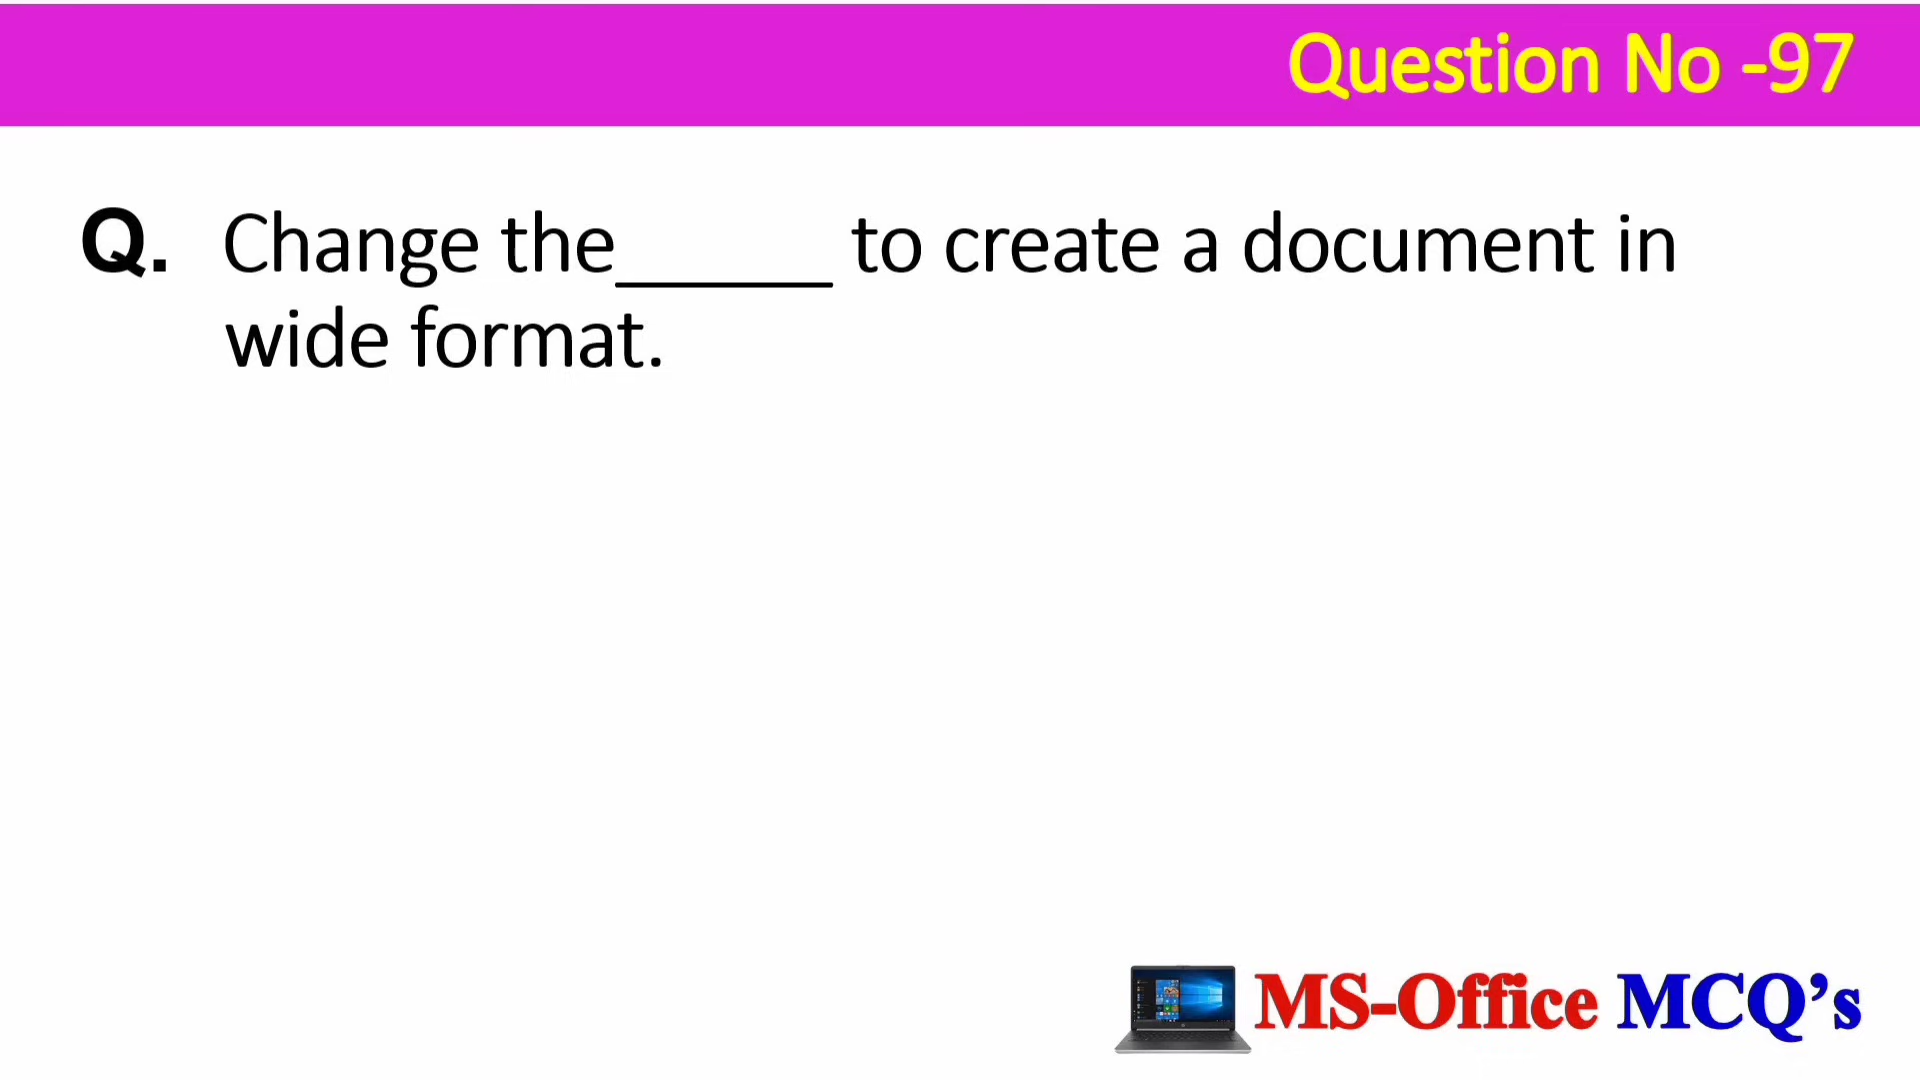 Question No -97
Q. Change the______ to create a document in
wide format.
MS-Office MCQ’s